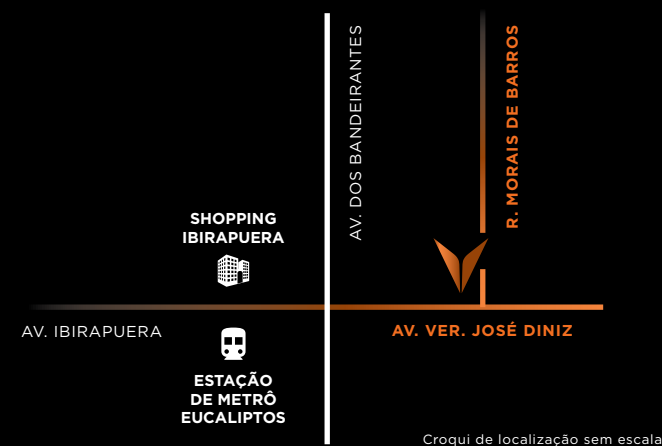 AV. DOS BANDEIRANTES
R. MORAIS DE BARROS
SHOPPING
IBIRAPUERA
AV. IBIRAPUERA
AV. VER. JOSÉ DINIZ
ESTAÇÃO
DE METRÔ
EUCALIPTOS
Croqui de localização sem escala